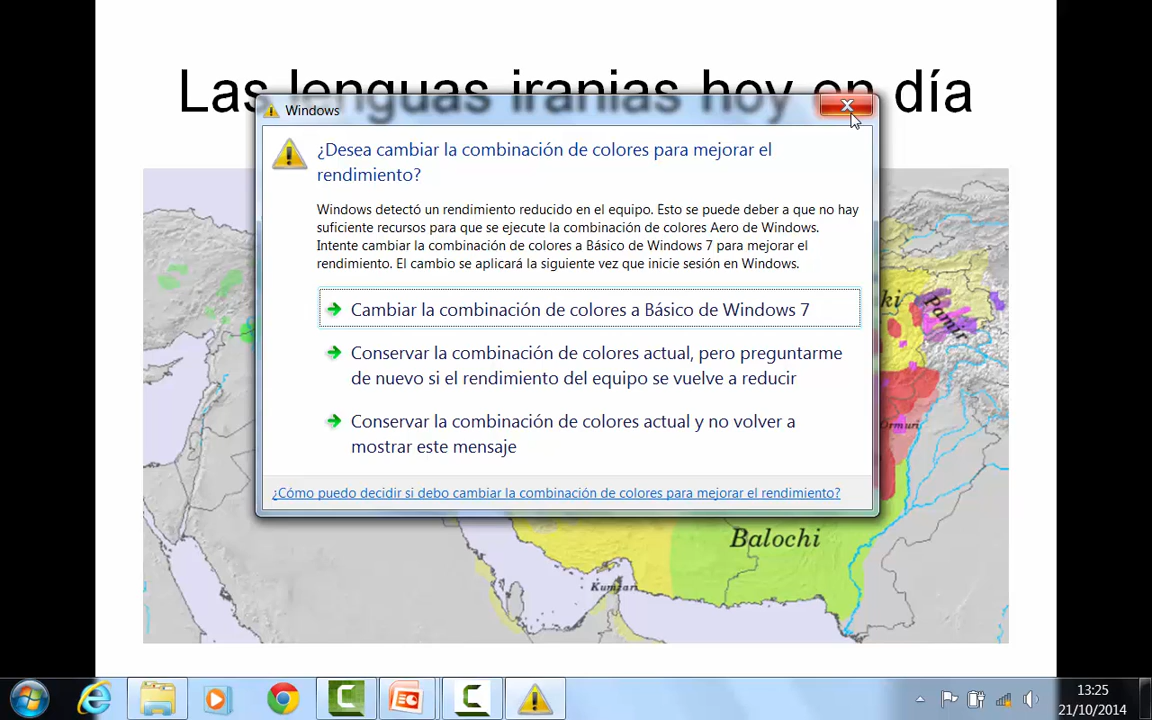 Las lenguas iranias hoy en día
Windows
¿Desea cambiar la combinación de colores para mejorar el
rendimiento?
Windows detectó un rendimiento reducido en el equipo. Esto se puede deber a que no hay
suficiente recursos para que se ejecute la combinación de colores Aero de Windows.
Intente cambiar la combinación de colores a Básico de Windows 7 para mejorar el
rendimiento. El cambio se aplicará la siguiente vez que inicie sesión en Windows.
Cambiar la combinación de colores a Básico de Windows 7
Conservar la combinación de colores actual, pero preguntarme
de nuevo si el rendimiento del equipo se vuelve a reducir
Conservar la combinación de colores actual y no volver a
mostrar este mensaje
¿Cómo puedo decidir si debo cambiar la combinación de colores para mejorar el rendimiento?
Pamir
Ormuri
Balochi
Kumzari
13:25
21/10/2014